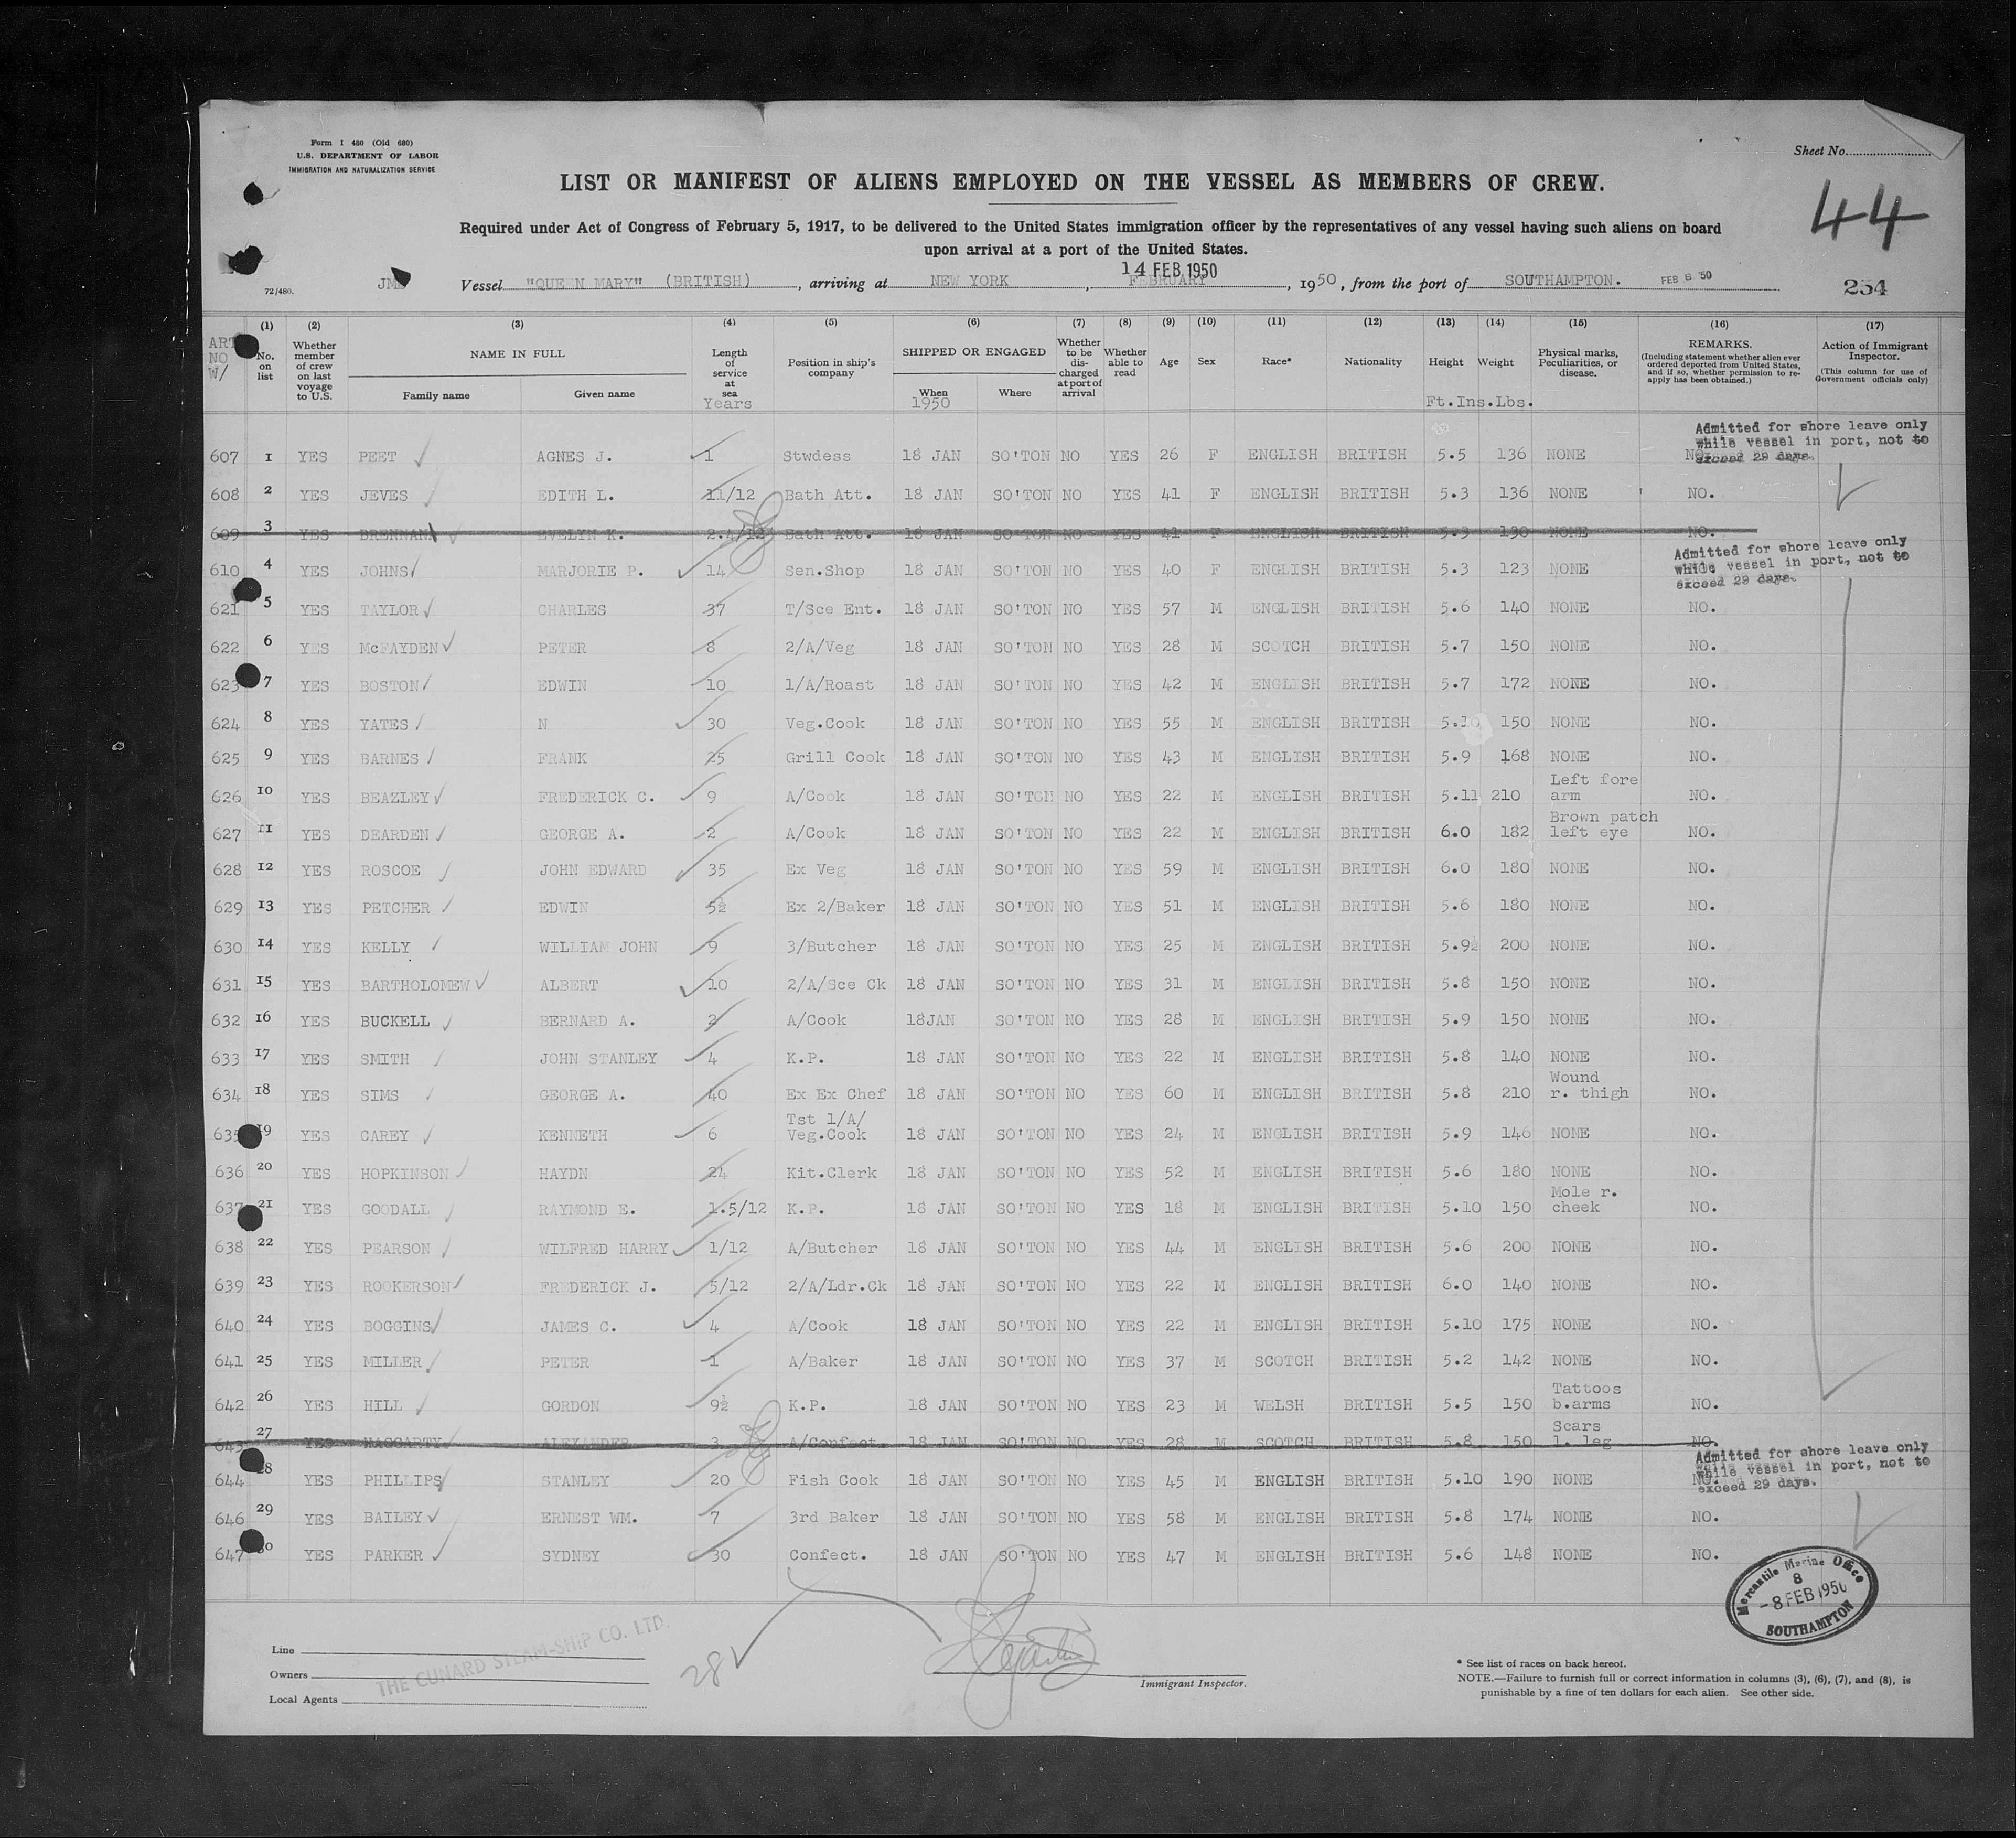 Form I 480 (Old 680)
U.S. DEPARTMENT OF LABOR
IMMIGRATION AND NATURALIZATION SERVICE
Sheet No.
LIST OR MANIFEST OF ALIENS EMPLOYED ON THE VESSEL AS MEMBERS OF CREW.
44
Required under Act of Congress of February 5, 1917, to be delivered to the United States immigration officer by the representatives of any vessel having such aliens on board
upon arrival at a port of the United States.
14 FEB 1950
72/480. Vessel "QUEEN MARY" (BRITISH), arriving at NEW YORK, FEBRUARY, 1950, from the port of SOUTHAMPTON. FEB 8 '50 254
(1) (2) (3) (4) (5) (6) (7) (8) (9) (10) (11) (12) (13) (14) (15) (16) (17)
ART NO W/ No. on list Whether member of crew on last voyage to U.S. NAME IN FULL Family name Given name Length of service at sea Years Position in ship's company SHIPPED OR ENGAGED When 1950 Where Whether to be discharged at port of arrival Whether able to read Age Sex Race* Nationality Height Weight Ft.Ins.Lbs. Physical marks, Peculiarities, or disease. REMARKS. (Including statement whether alien ever ordered deported from United States, and if so, whether permission to re-apply has been obtained.) Action of Immigrant Inspector. (This column for use of Government officials only)
Admitted for shore leave only
while vessel in port, not to
exceed 29 days.
607 1 YES PEET AGNES J. 1 Stwdess 18 JAN SO'TON NO YES 26 F ENGLISH BRITISH 5.5 136 NONE NO.
608 2 YES JEVES EDITH L. 11/12 Bath Att. 18 JAN SO'TON NO YES 41 F ENGLISH BRITISH 5.3 136 NONE NO.
609 3 YES BRENNAN EVELYN K. Bath Att. 18 JAN SO'TON NO YES 41 F ENGLISH BRITISH 5.3 130 NONE NO.
Admitted for shore leave only
while vessel in port, not to
exceed 29 days.
610 4 YES JOHNS MARJORIE P. 14 Sen.Shop 18 JAN SO'TON NO YES 40 F ENGLISH BRITISH 5.3 123 NONE
621 5 YES TAYLOR CHARLES 37 T/Sce Ent. 18 JAN SO'TON NO YES 57 M ENGLISH BRITISH 5.6 140 NONE NO.
622 6 YES McFAYDEN PETER 8 2/A/Veg 18 JAN SO'TON NO YES 28 M SCOTCH BRITISH 5.7 150 NONE NO.
623 7 YES BOSTON EDWIN 10 1/A/Roast 18 JAN SO'TON NO YES 42 M ENGLISH BRITISH 5.7 172 NONE NO.
624 8 YES YATES N 30 Veg.Cook 18 JAN SO'TON NO YES 55 M ENGLISH BRITISH 5.10 150 NONE NO.
625 9 YES BARNES FRANK 25 Grill Cook 18 JAN SO'TON NO YES 43 M ENGLISH BRITISH 5.9 168 NONE NO.
626 10 YES BEAZLEY FREDERICK C. 9 A/Cook 18 JAN SO'TON NO YES 22 M ENGLISH BRITISH 5.11 210 Left fore arm NO.
627 11 YES DEARDEN GEORGE A. 2 A/Cook 18 JAN SO'TON NO YES 22 M ENGLISH BRITISH 6.0 182 Brown patch left eye NO.
628 12 YES ROSCOE JOHN EDWARD 35 Ex Veg 18 JAN SO'TON NO YES 59 M ENGLISH BRITISH 6.0 180 NONE NO.
629 13 YES PETCHER EDWIN 5½ Ex 2/Baker 18 JAN SO'TON NO YES 51 M ENGLISH BRITISH 5.6 180 NONE NO.
630 14 YES KELLY WILLIAM JOHN 9 3/Butcher 18 JAN SO'TON NO YES 25 M ENGLISH BRITISH 5.9½ 200 NONE NO.
631 15 YES BARTHOLOMEW ALBERT 10 2/A/Sce Ck 18 JAN SO'TON NO YES 31 M ENGLISH BRITISH 5.8 150 NONE NO.
632 16 YES BUCKELL BERNARD A. 2 A/Cook 18JAN SO'TON NO YES 28 M ENGLISH BRITISH 5.9 150 NONE NO.
633 17 YES SMITH JOHN STANLEY 4 K.P. 18 JAN SO'TON NO YES 22 M ENGLISH BRITISH 5.8 140 NONE NO.
634 18 YES SIMS GEORGE A. 40 Ex Ex Chef 18 JAN SO'TON NO YES 60 M ENGLISH BRITISH 5.8 210 Wound r. thigh NO.
635 19 YES CAREY KENNETH 6 Tst 1/A/ Veg.Cook 18 JAN SO'TON NO YES 24 M ENGLISH BRITISH 5.9 146 NONE NO.
636 20 YES HOPKINSON HAYDN 24 Kit.Clerk 18 JAN SO'TON NO YES 52 M ENGLISH BRITISH 5.6 180 NONE NO.
637 21 YES GOODALL RAYMOND E. 1.5/12 K.P. 18 JAN SO'TON NO YES 18 M ENGLISH BRITISH 5.10 150 Mole r. cheek NO.
638 22 YES PEARSON WILFRED HARRY 1/12 A/Butcher 18 JAN SO'TON NO YES 44 M ENGLISH BRITISH 5.6 200 NONE NO.
639 23 YES ROOKERSON FREDERICK J. 5/12 2/A/Ldr.Ck 18 JAN SO'TON NO YES 22 M ENGLISH BRITISH 6.0 140 NONE NO.
640 24 YES BOGGINS JAMES C. 4 A/Cook 18 JAN SO'TON NO YES 22 M ENGLISH BRITISH 5.10 175 NONE NO.
641 25 YES MILLER PETER 1 A/Baker 18 JAN SO'TON NO YES 37 M SCOTCH BRITISH 5.2 142 NONE NO.
642 26 YES HILL GORDON 9½ K.P. 18 JAN SO'TON NO YES 23 M WELSH BRITISH 5.5 150 Tattoos b.arms NO.
643 27 YES HAGGARTY ALEXANDER 3 A/Confect. 18 JAN SO'TON NO YES 28 M SCOTCH BRITISH 5.8 150 Scars l. leg NO.
Admitted for shore leave only
while vessel in port, not to
exceed 29 days.
644 28 YES PHILLIPS STANLEY 20 Fish Cook 18 JAN SO'TON NO YES 45 M ENGLISH BRITISH 5.10 190 NONE NO.
646 29 YES BAILEY ERNEST WM. 7 3rd Baker 18 JAN SO'TON NO YES 58 M ENGLISH BRITISH 5.8 174 NONE NO.
647 30 YES PARKER SYDNEY 30 Confect. 18 JAN SO'TON NO YES 47 M ENGLISH BRITISH 5.6 148 NONE NO.
Mercantile Marine Office
8
-8 FEB 1950
SOUTHAMPTON
Line
Owners
THE CUNARD STEAM-SHIP CO. LTD.
Local Agents
28
Immigrant Inspector.
* See list of races on back hereof.
NOTE.—Failure to furnish full or correct information in columns (3), (6), (7), and (8), is
punishable by a fine of ten dollars for each alien. See other side.